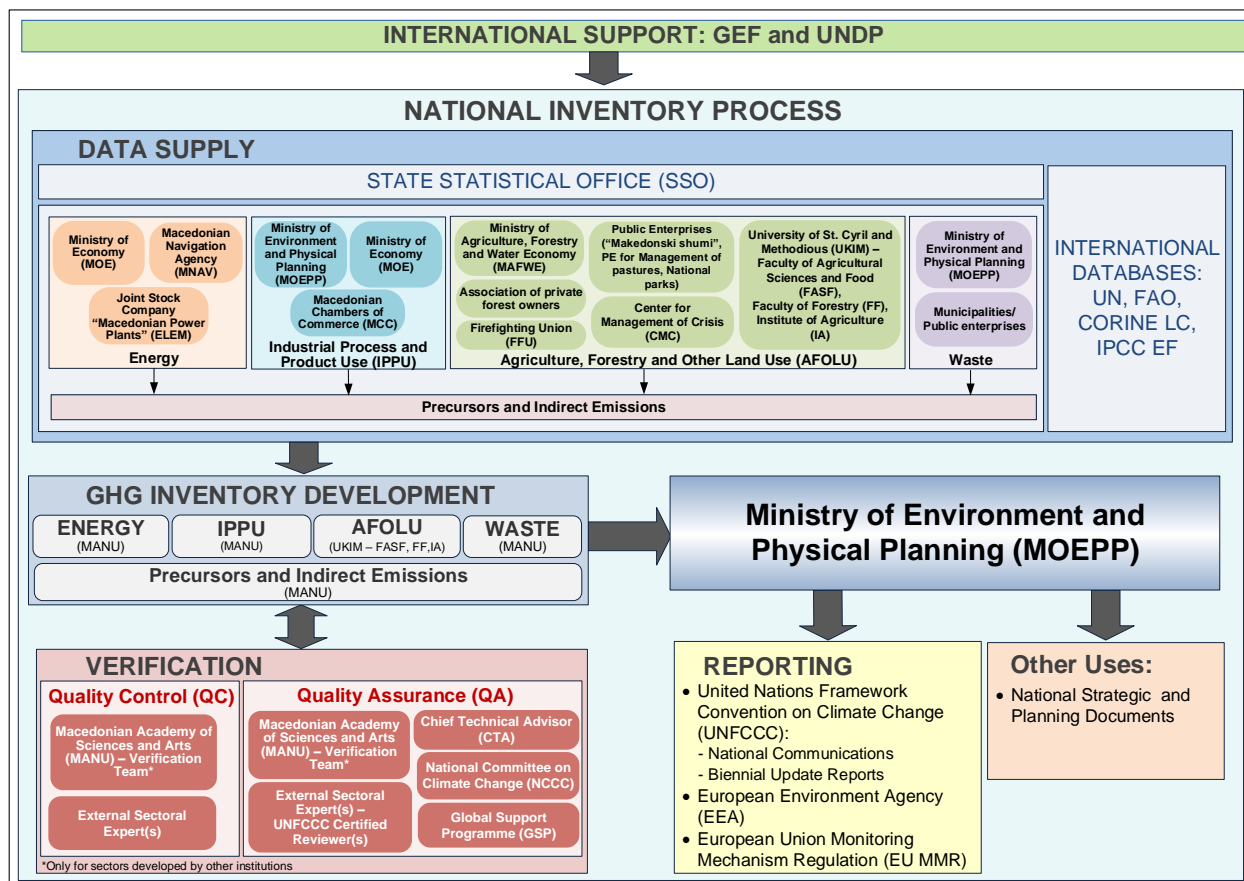 INTERNATIONAL SUPPORT: GEF and UNDP
NATIONAL INVENTORY PROCESS
DATA SUPPLY
STATE STATISTICAL OFFICE (SSO)
Ministry of
Economy
(MOE)
Macedonian
Navigation
Agency
(MNAV)
Joint Stock
Company
“Macedonian Power
Plants” (ELEM)
Energy
Ministry of
Environment
and Physical
Planning
(MOEPP)
Ministry of
Economy
(MOE)
Macedonian
Chambers of
Commerce (MCC)
Industrial Process and
Product Use (IPPU)
Ministry of
Agriculture, Forestry
and Water Economy
(MAFWE)
Association of private
forest owners
Firefighting Union
(FFU)
Public Enterprises
(“Makedonski shumi”,
PE for Management of
pastures, National
parks)
Center for
Management of Crisis
(CMC)
University of St. Cyril and
Methodious (UKIM) –
Faculty of Agricultural
Sciences and Food
(FASF),
Faculty of Forestry (FF),
Institute of Agriculture
(IA)
Agriculture, Forestry and Other Land Use (AFOLU)
Ministry of
Environment and
Physical Planning
(MOEPP)
Municipalities/
Public enterprises
Waste
Precursors and Indirect Emissions
INTERNATIONAL
DATABASES:
UN, FAO,
CORINE LC,
IPCC EF
GHG INVENTORY DEVELOPMENT
ENERGY
(MANU)
IPPU
(MANU)
AFOLU
(UKIM – FASF, FF,IA)
WASTE
(MANU)
Precursors and Indirect Emissions
(MANU)
Ministry of Environment and
Physical Planning (MOEPP)
VERIFICATION
Quality Control (QC)
Macedonian Academy of
Sciences and Arts
(MANU) – Verification
Team*
External Sectoral
Expert(s)
Quality Assurance (QA)
Macedonian Academy
of Sciences and Arts
(MANU) – Verification
Team*
External Sectoral
Expert(s) –
UNFCCC Certified
Reviewer(s)
Chief Technical Advisor
(CTA)
National Committee on
Climate Change (NCCC)
Global Support
Programme (GSP)
*Only for sectors developed by other institutions
REPORTING
• United Nations Framework
Convention on Climate Change
(UNFCCC):
- National Communications
- Biennial Update Reports
• European Environment Agency
(EEA)
• European Union Monitoring
Mechanism Regulation (EU MMR)
Other Uses:
• National Strategic and
Planning Documents